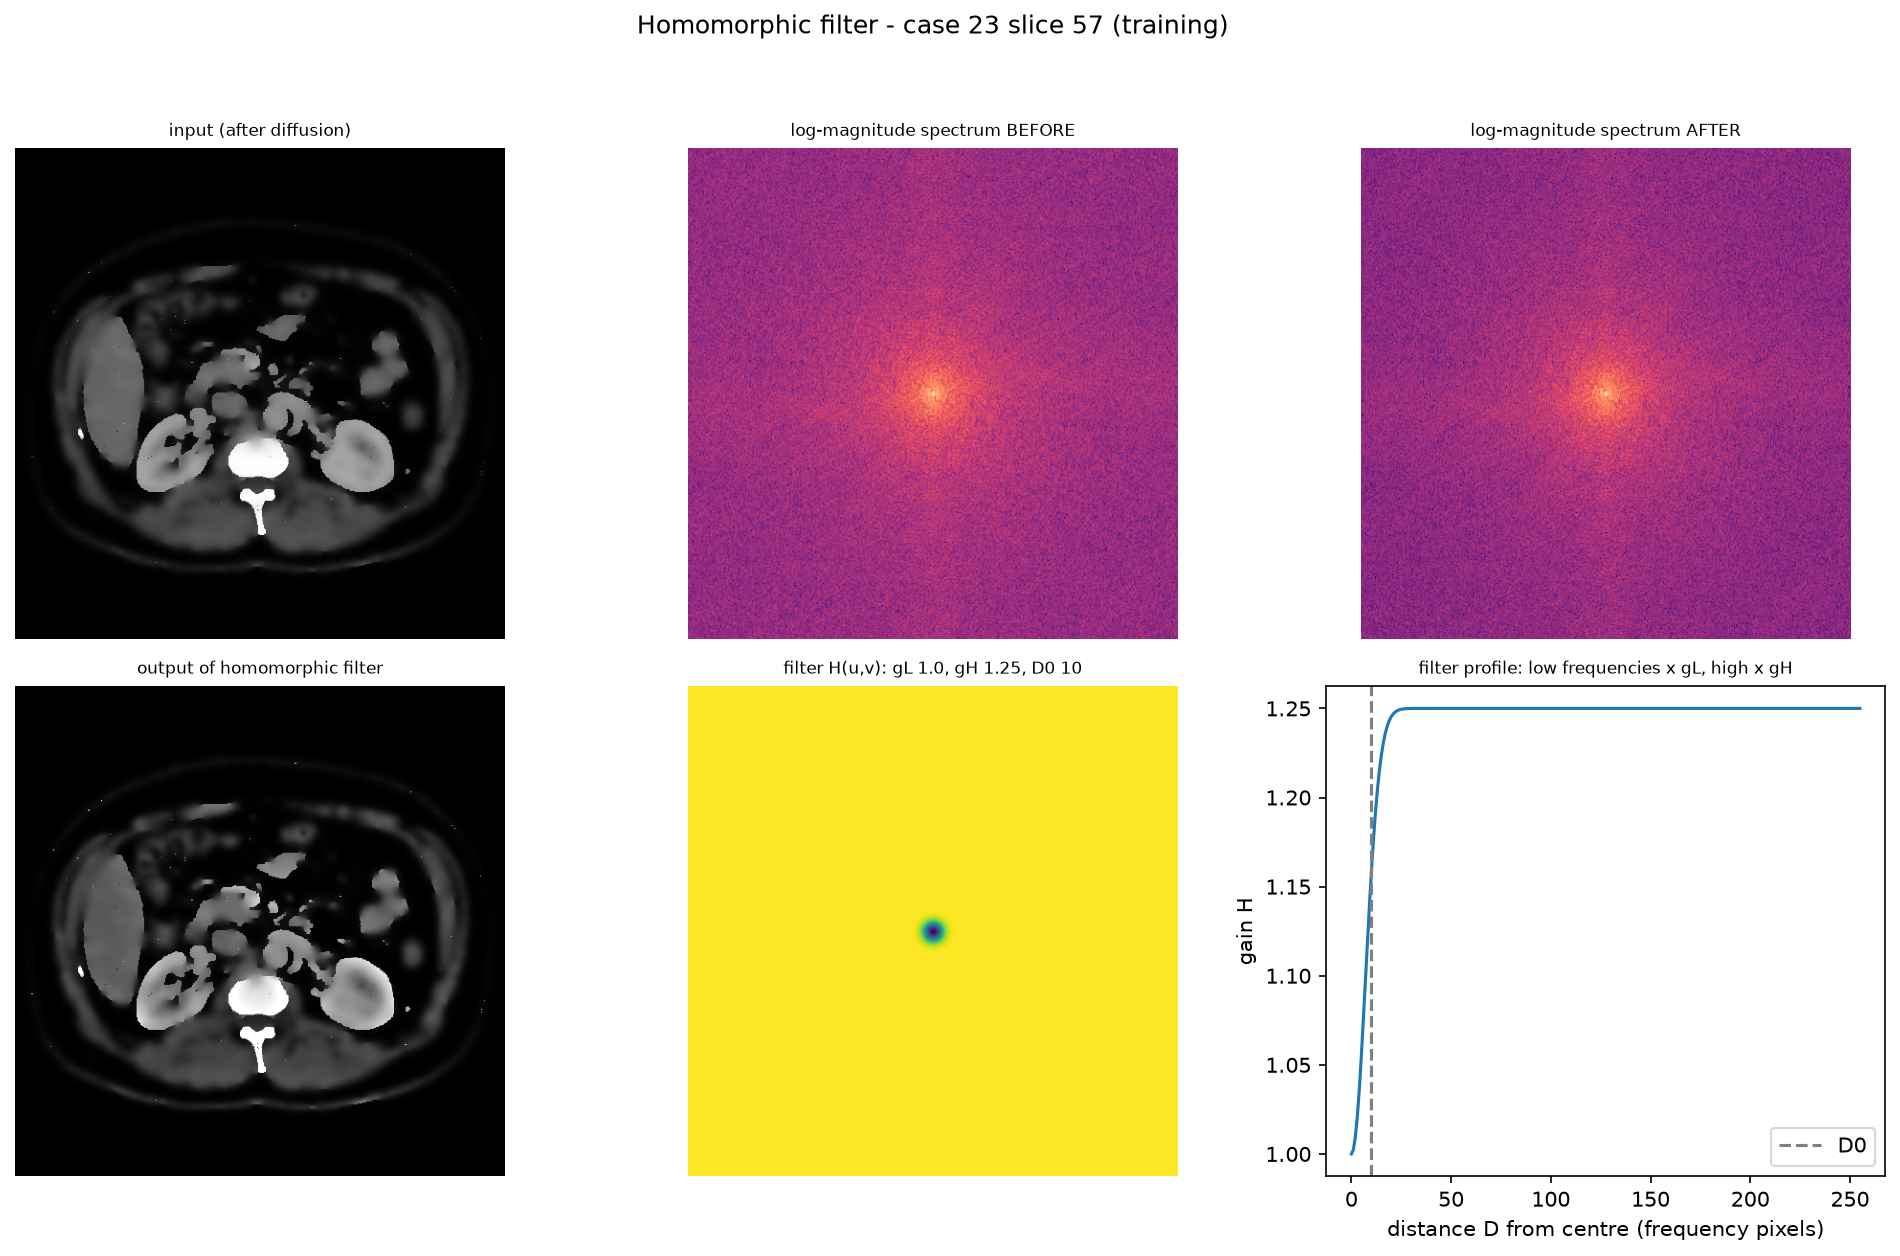 Homomorphic filter - case 23 slice 57 (training)
input (after diffusion)
log-magnitude spectrum BEFORE
log-magnitude spectrum AFTER
output of homomorphic filter
filter H(u,v): gL 1.0, gH 1.25, D0 10
filter profile: low frequencies x gL, high x gH
gain H
1.25
1.20
1.15
1.10
1.05
1.00
D0
0 50 100 150 200 250
distance D from centre (frequency pixels)